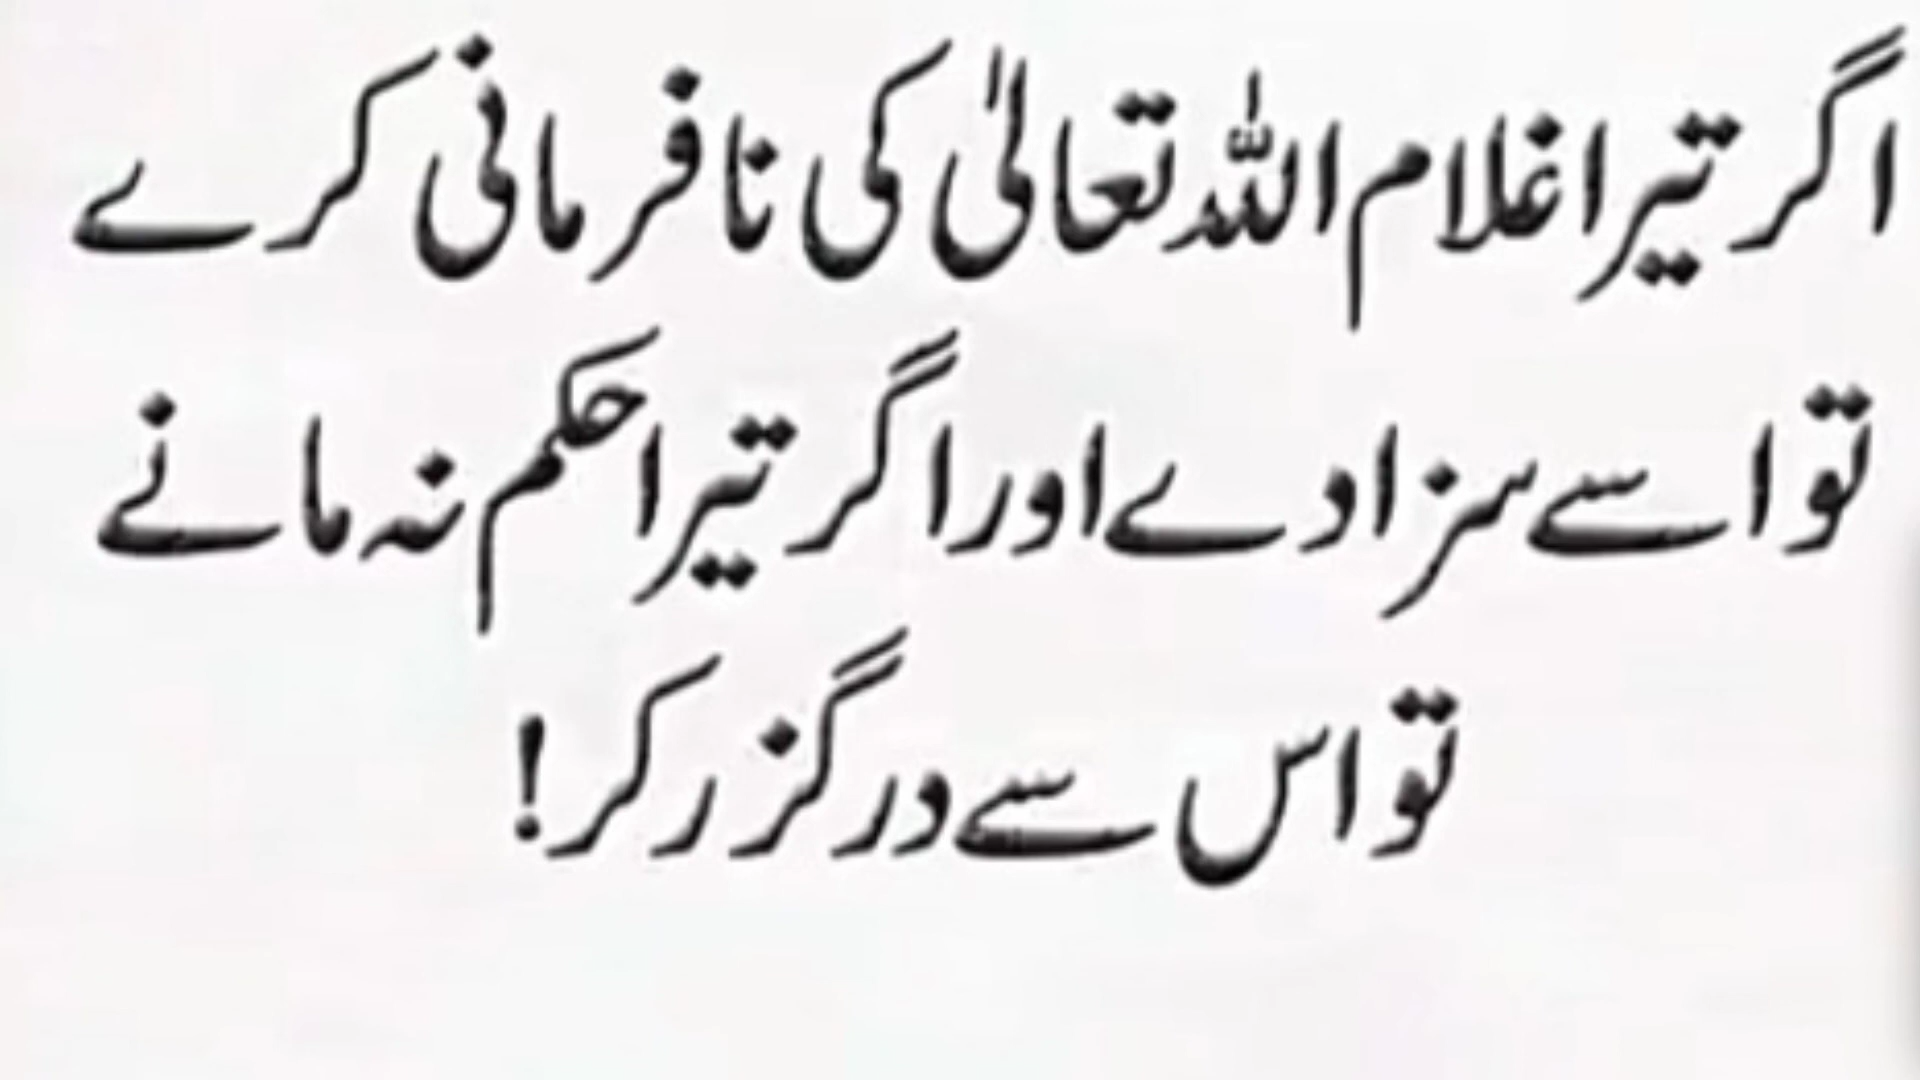 اگر تیرا غلام اللہ تعالیٰ کی نافرمانی کرے
تو اسے سزا دے اور اگر تیرا حکم نہ مانے
تو اس سے درگزر کر!